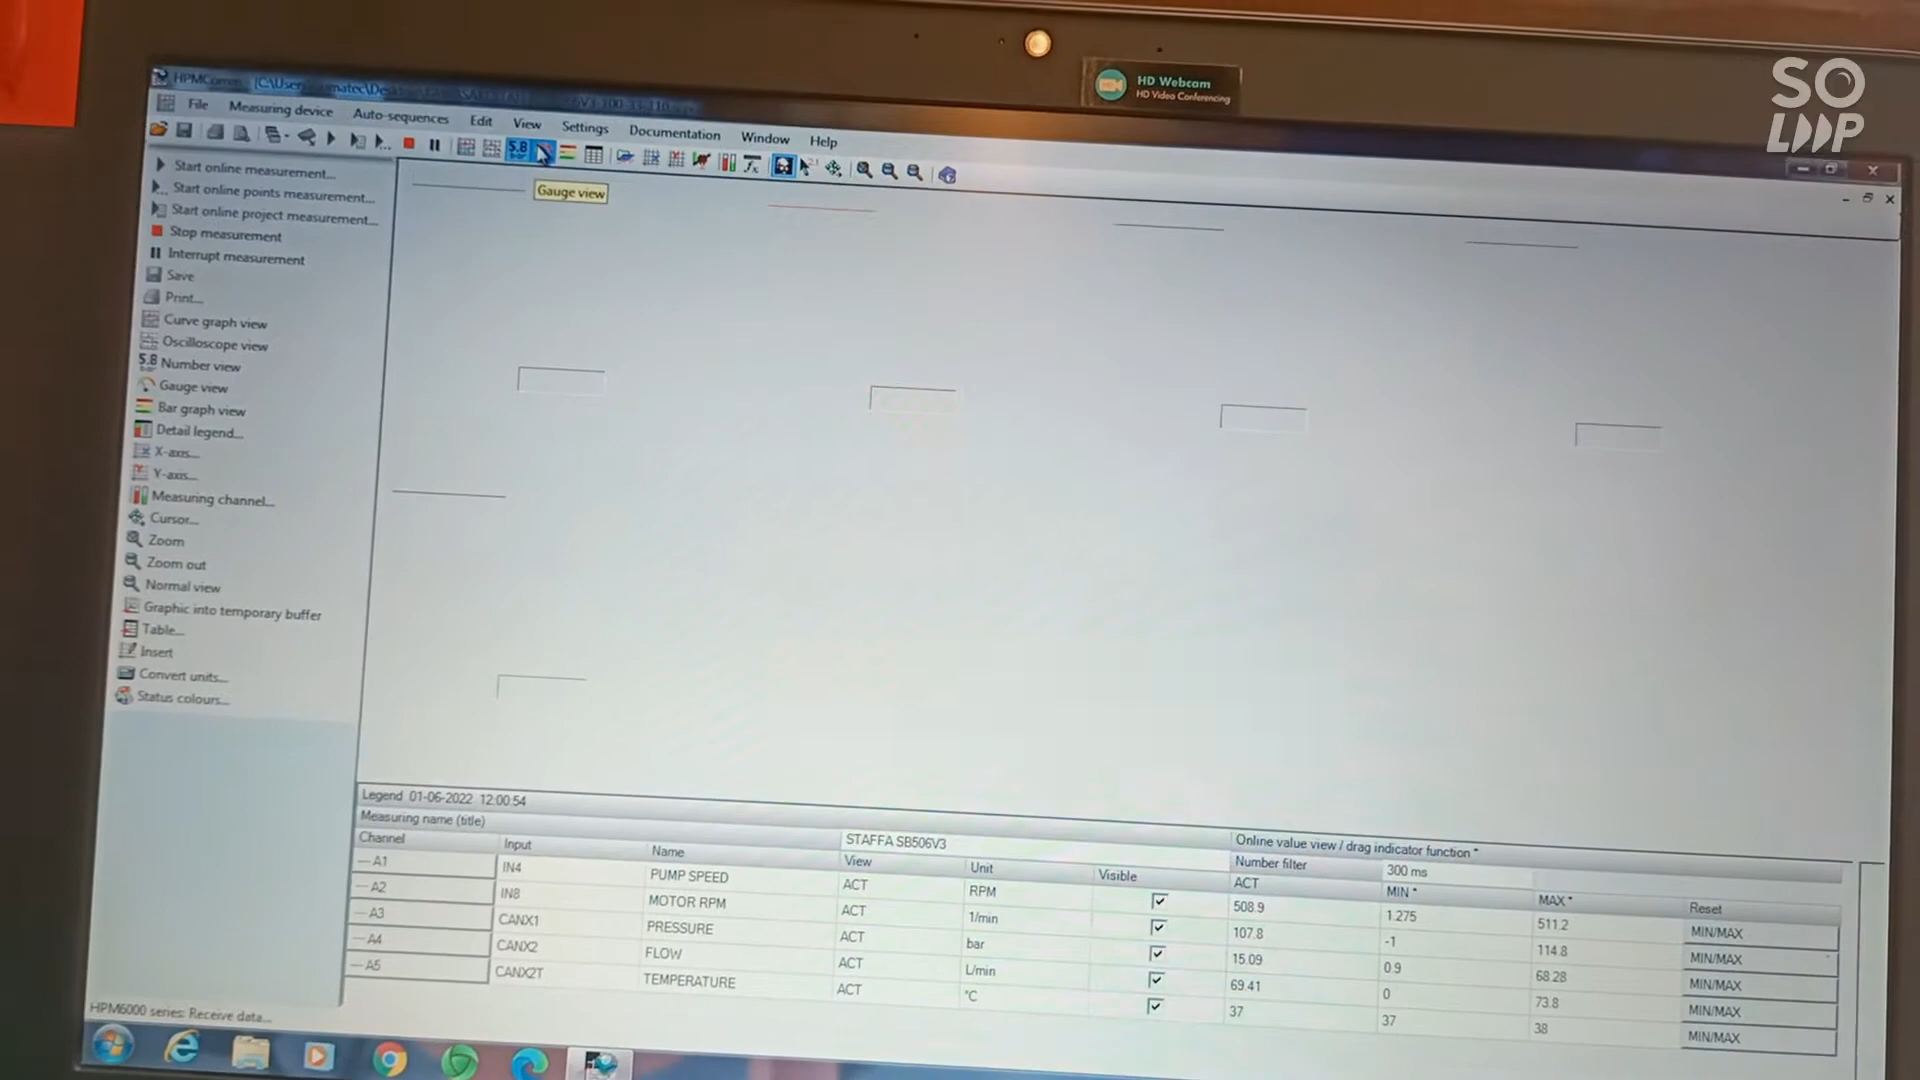 SO
LIIP
HD Webcam
HD Video Conferencing
HPMComm - [C:\Users\
File Measuring device Auto-sequences Edit View Settings Documentation Window Help
5.8
Gauge view
Start online measurement...
Start online points measurement...
Start online project measurement...
Stop measurement
Interrupt measurement
Save
Print...
Curve graph view
Oscilloscope view
5.8 Number view
Gauge view
Bar graph view
Detail legend...
X-axis...
Y-axis...
Measuring channel...
Cursor...
Zoom
Zoom out
Normal view
Graphic into temporary buffer
Table...
Insert
Convert units...
Status colours...
Legend 01-06-2022 12:00:54
Measuring name (title) STAFFA SB506V3 Online value view / drag indicator function *
Channel Input Name View Unit Visible Number filter 300 ms
ACT MIN * MAX * Reset
A1 IN4 PUMP SPEED ACT RPM 508.9 1.275 511.2 MIN/MAX
A2 IN8 MOTOR RPM ACT 1/min 107.8 -1 114.8 MIN/MAX
A3 CANX1 PRESSURE ACT bar 15.09 0.9 68.28 MIN/MAX
A4 CANX2 FLOW ACT L/min 69.41 0 73.8 MIN/MAX
A5 CANX2T TEMPERATURE ACT °C 37 37 38 MIN/MAX
HPM6000 series: Receive data...